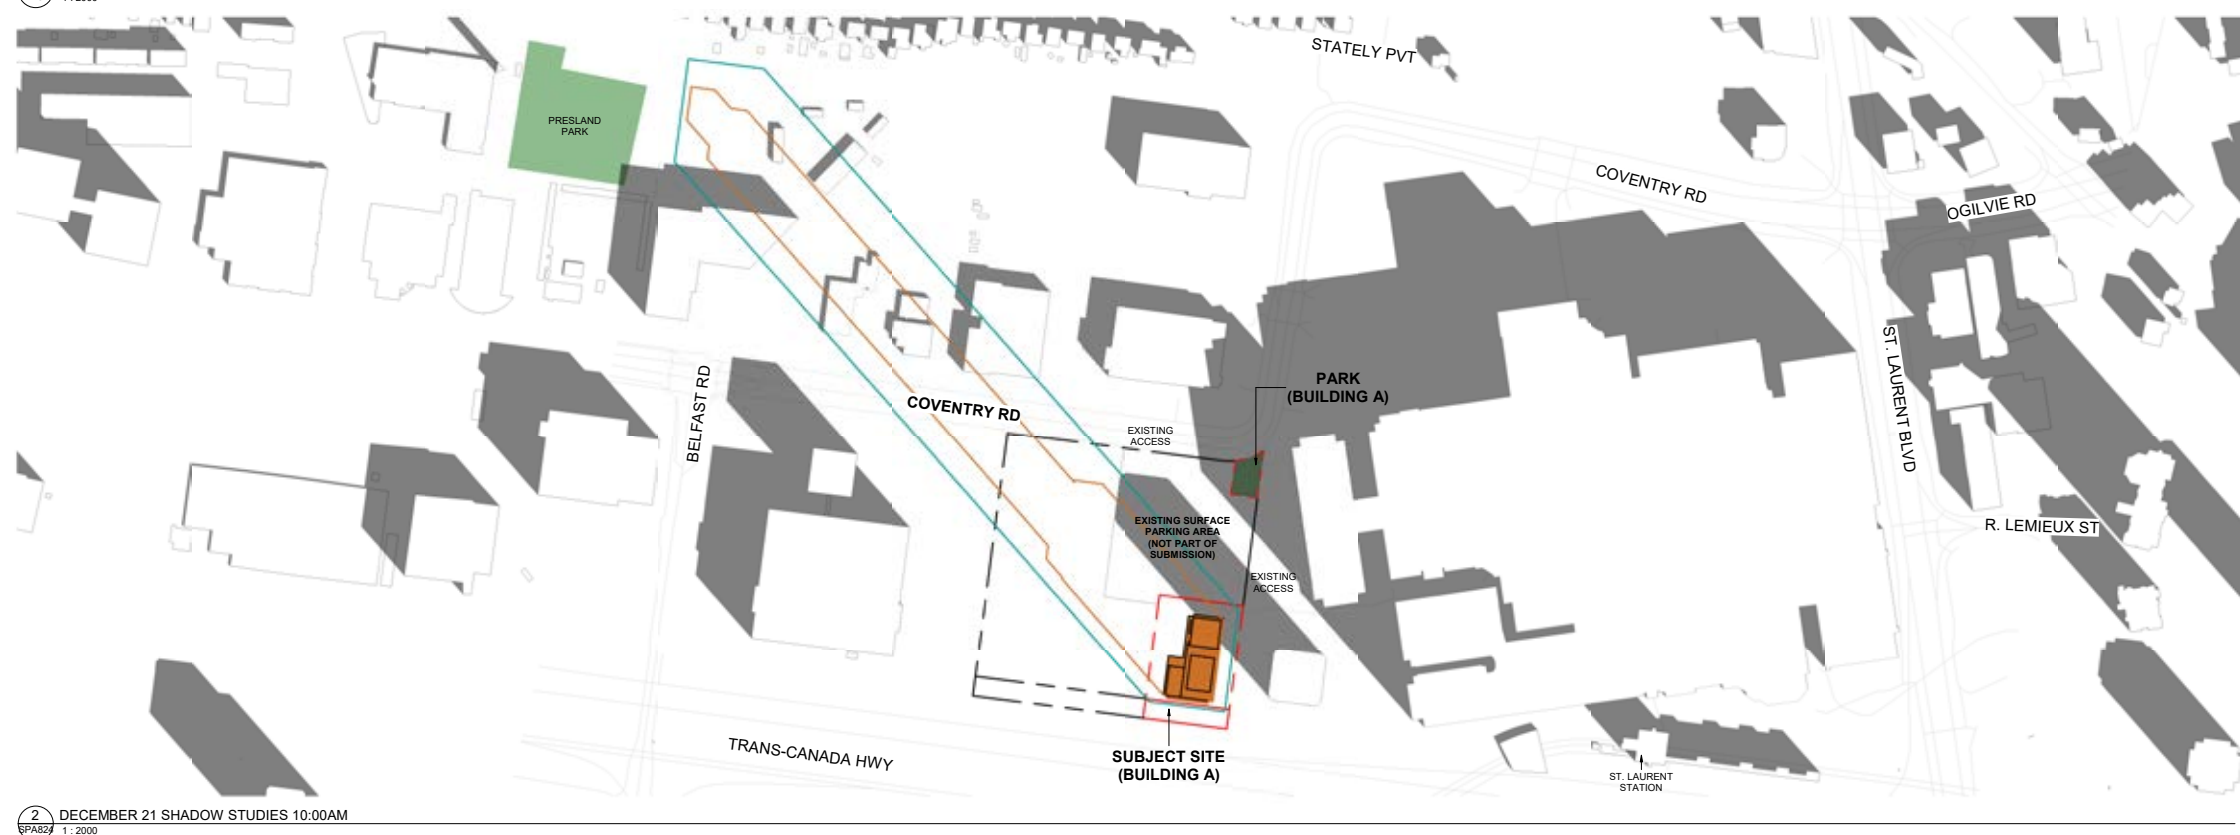 STATELY PVT
PRESLAND
PARK
COVENTRY RD
OGILVIE RD
ST. LAURENT BLVD
BELFAST RD
COVENTRY RD
PARK
(BUILDING A)
EXISTING
ACCESS
EXISTING SURFACE
PARKING AREA
(NOT PART OF
SUBMISSION)
R. LEMIEUX ST
EXISTING
ACCESS
TRANS-CANADA HWY
SUBJECT SITE
(BUILDING A)
ST. LAURENT
STATION
2
DECEMBER 21 SHADOW STUDIES 10:00AM
SPA824
1 : 2000